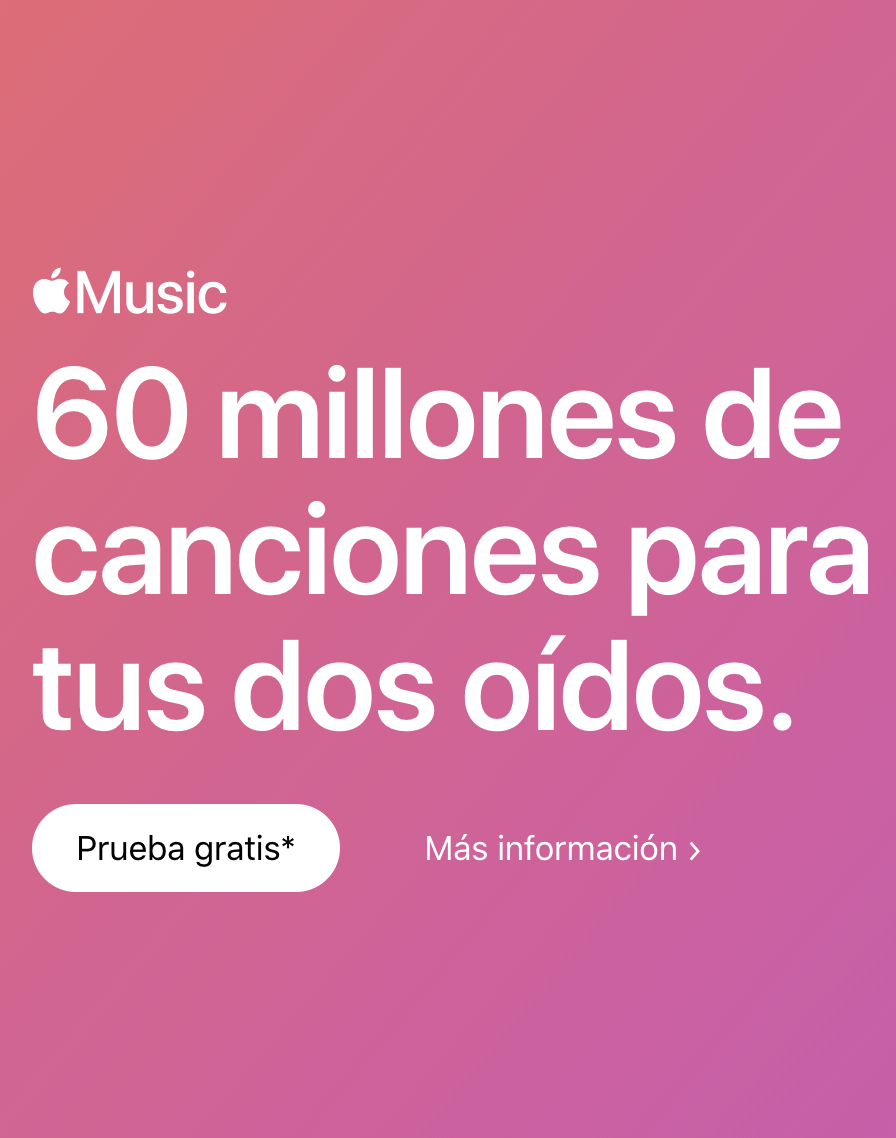 Music
60 millones de
canciones para
tus dos oídos.
Prueba gratis*
Más información >